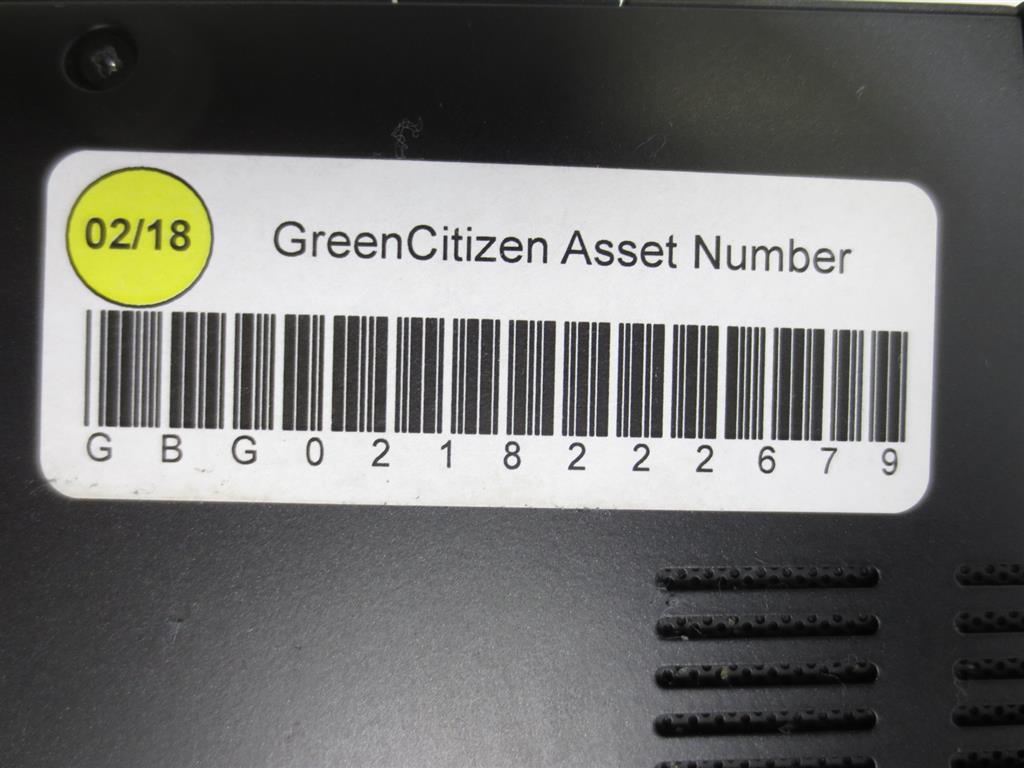 02/18
GreenCitizen Asset Number
G B G 0 2 1 8 2 2 2 6 7 9